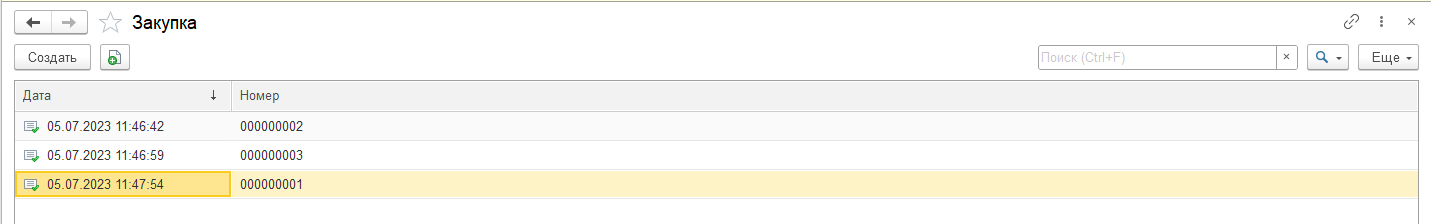 Закупка
Создать
Поиск (Ctrl+F)
Еще
Дата Номер
05.07.2023 11:46:42 000000002
05.07.2023 11:46:59 000000003
05.07.2023 11:47:54 000000001